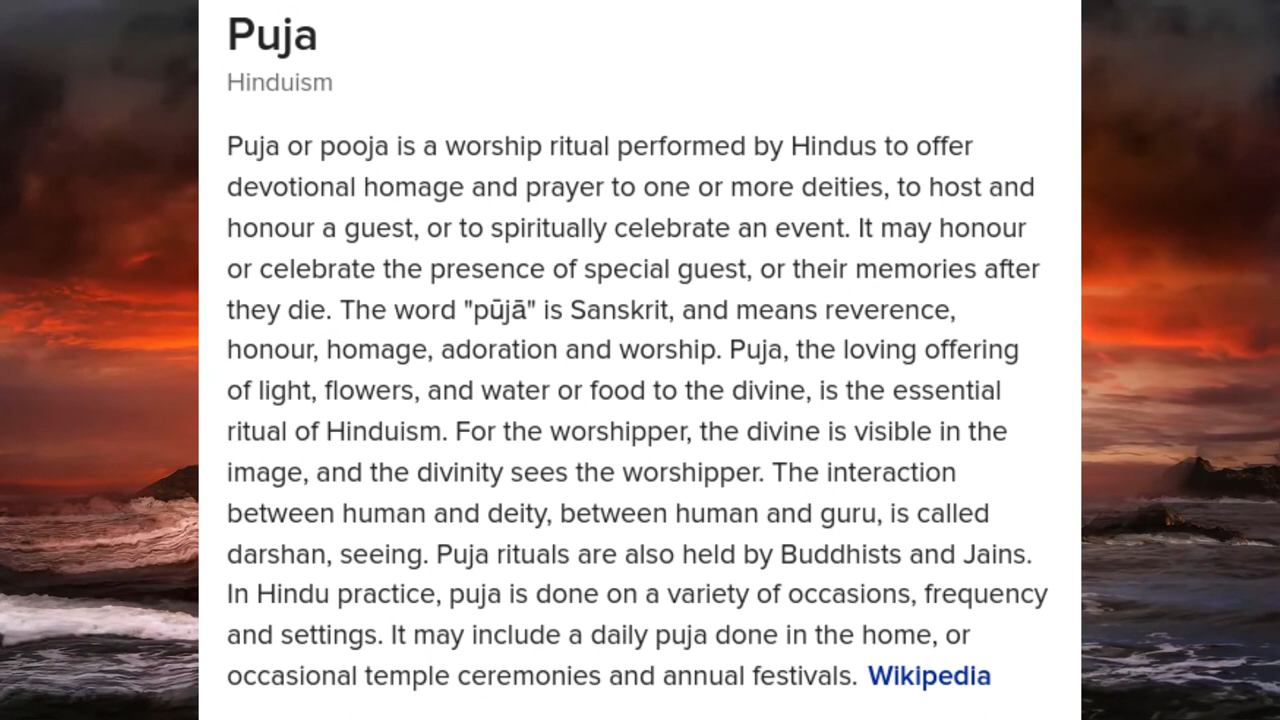 Puja
Hinduism
Puja or pooja is a worship ritual performed by Hindus to offer
devotional homage and prayer to one or more deities, to host and
honour a guest, or to spiritually celebrate an event. It may honour
or celebrate the presence of special guest, or their memories after
they die. The word "pūjā" is Sanskrit, and means reverence,
honour, homage, adoration and worship. Puja, the loving offering
of light, flowers, and water or food to the divine, is the essential
ritual of Hinduism. For the worshipper, the divine is visible in the
image, and the divinity sees the worshipper. The interaction
between human and deity, between human and guru, is called
darshan, seeing. Puja rituals are also held by Buddhists and Jains.
In Hindu practice, puja is done on a variety of occasions, frequency
and settings. It may include a daily puja done in the home, or
occasional temple ceremonies and annual festivals. Wikipedia